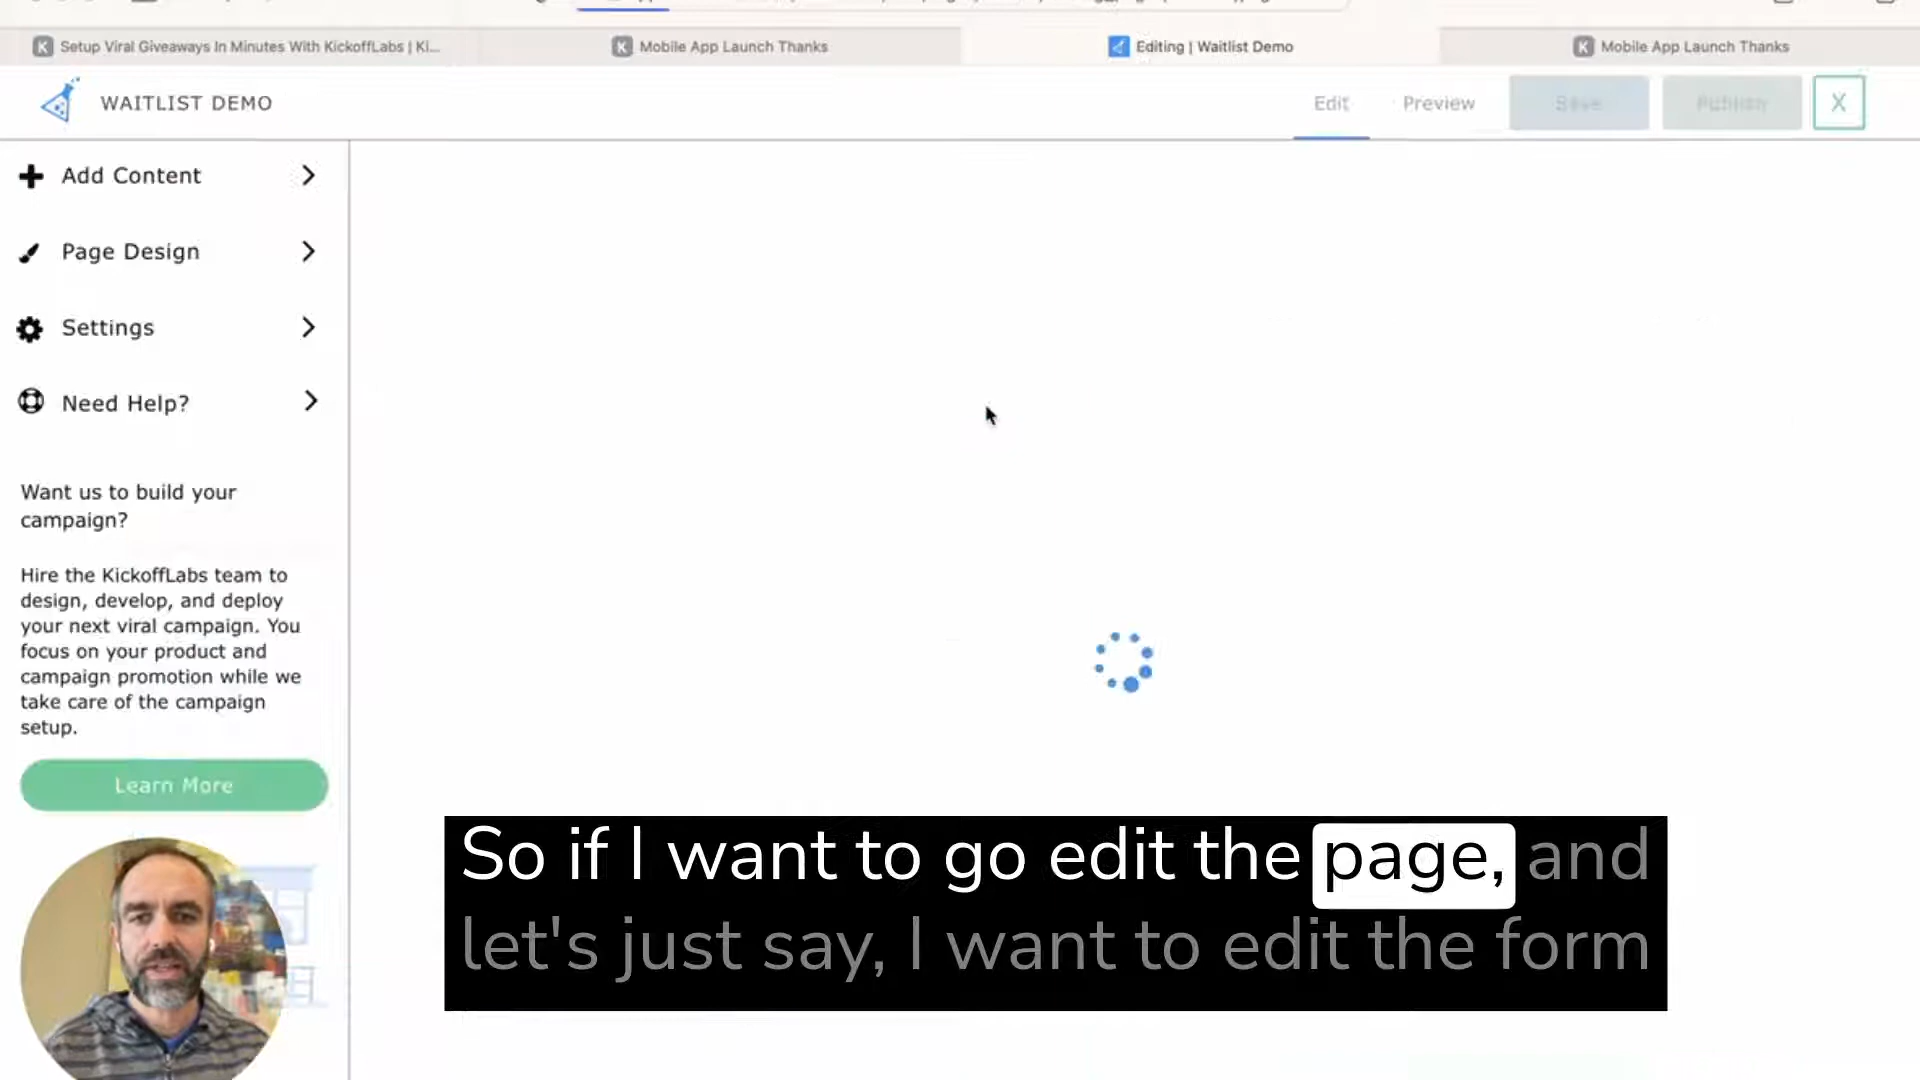 Setup Viral Giveaways In Minutes With KickoffLabs | Ki...
Mobile App Launch Thanks
Editing | Waitlist Demo
Mobile App Launch Thanks
WAITLIST DEMO
Edit
Preview
Save
Publish
X
Add Content
Page Design
Settings
Need Help?
Want us to build your
campaign?
Hire the KickoffLabs team to
design, develop, and deploy
your next viral campaign. You
focus on your product and
campaign promotion while we
take care of the campaign
setup.
Learn More
So if I want to go edit the page, and
let's just say, I want to edit the form